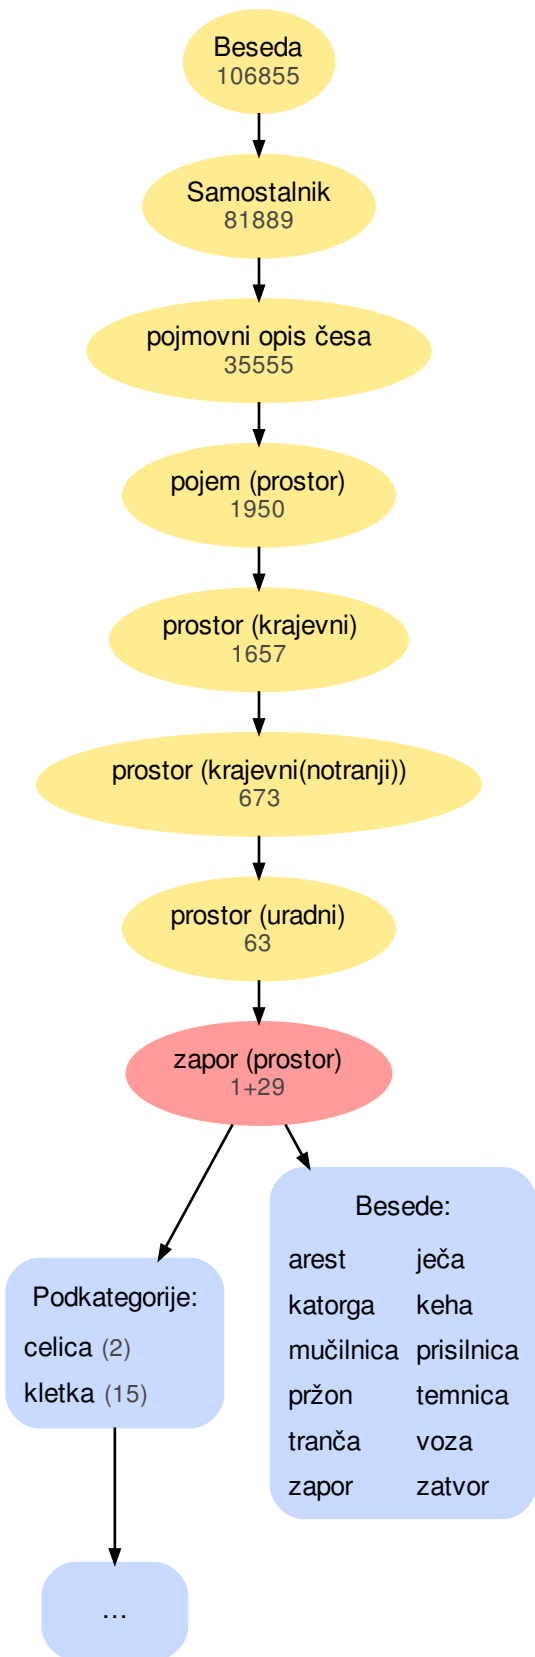 Beseda
106855
Samostalnik
81889
pojmovni opis česa
35555
pojem (prostor)
1950
prostor (krajevni)
1657
prostor (krajevni(notranji))
673
prostor (uradni)
63
zapor (prostor)
1+29
Besede:
arest ječa
katorga keha
mučilnica prisilnica
pržon temnica
tranča voza
zapor zatvor
Podkategorije:
celica (2)
kletka (15)
...